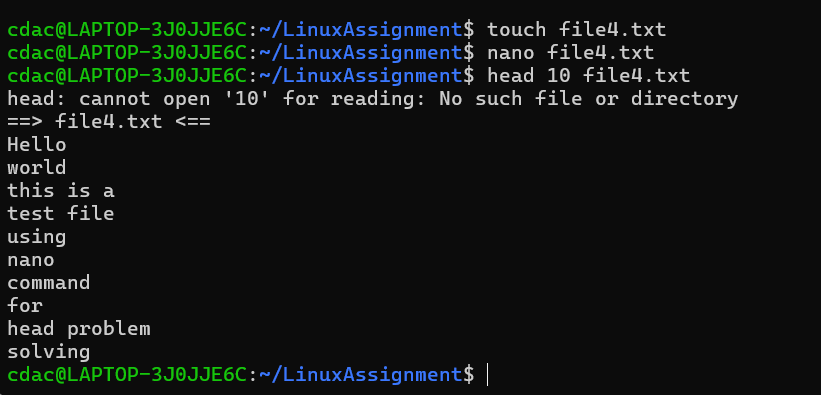 cdac@LAPTOP-3J0JJE6C:~/LinuxAssignment$ touch file4.txt
cdac@LAPTOP-3J0JJE6C:~/LinuxAssignment$ nano file4.txt
cdac@LAPTOP-3J0JJE6C:~/LinuxAssignment$ head 10 file4.txt
head: cannot open '10' for reading: No such file or directory
==> file4.txt <==
Hello
world
this is a
test file
using
nano
command
for
head problem
solving
cdac@LAPTOP-3J0JJE6C:~/LinuxAssignment$